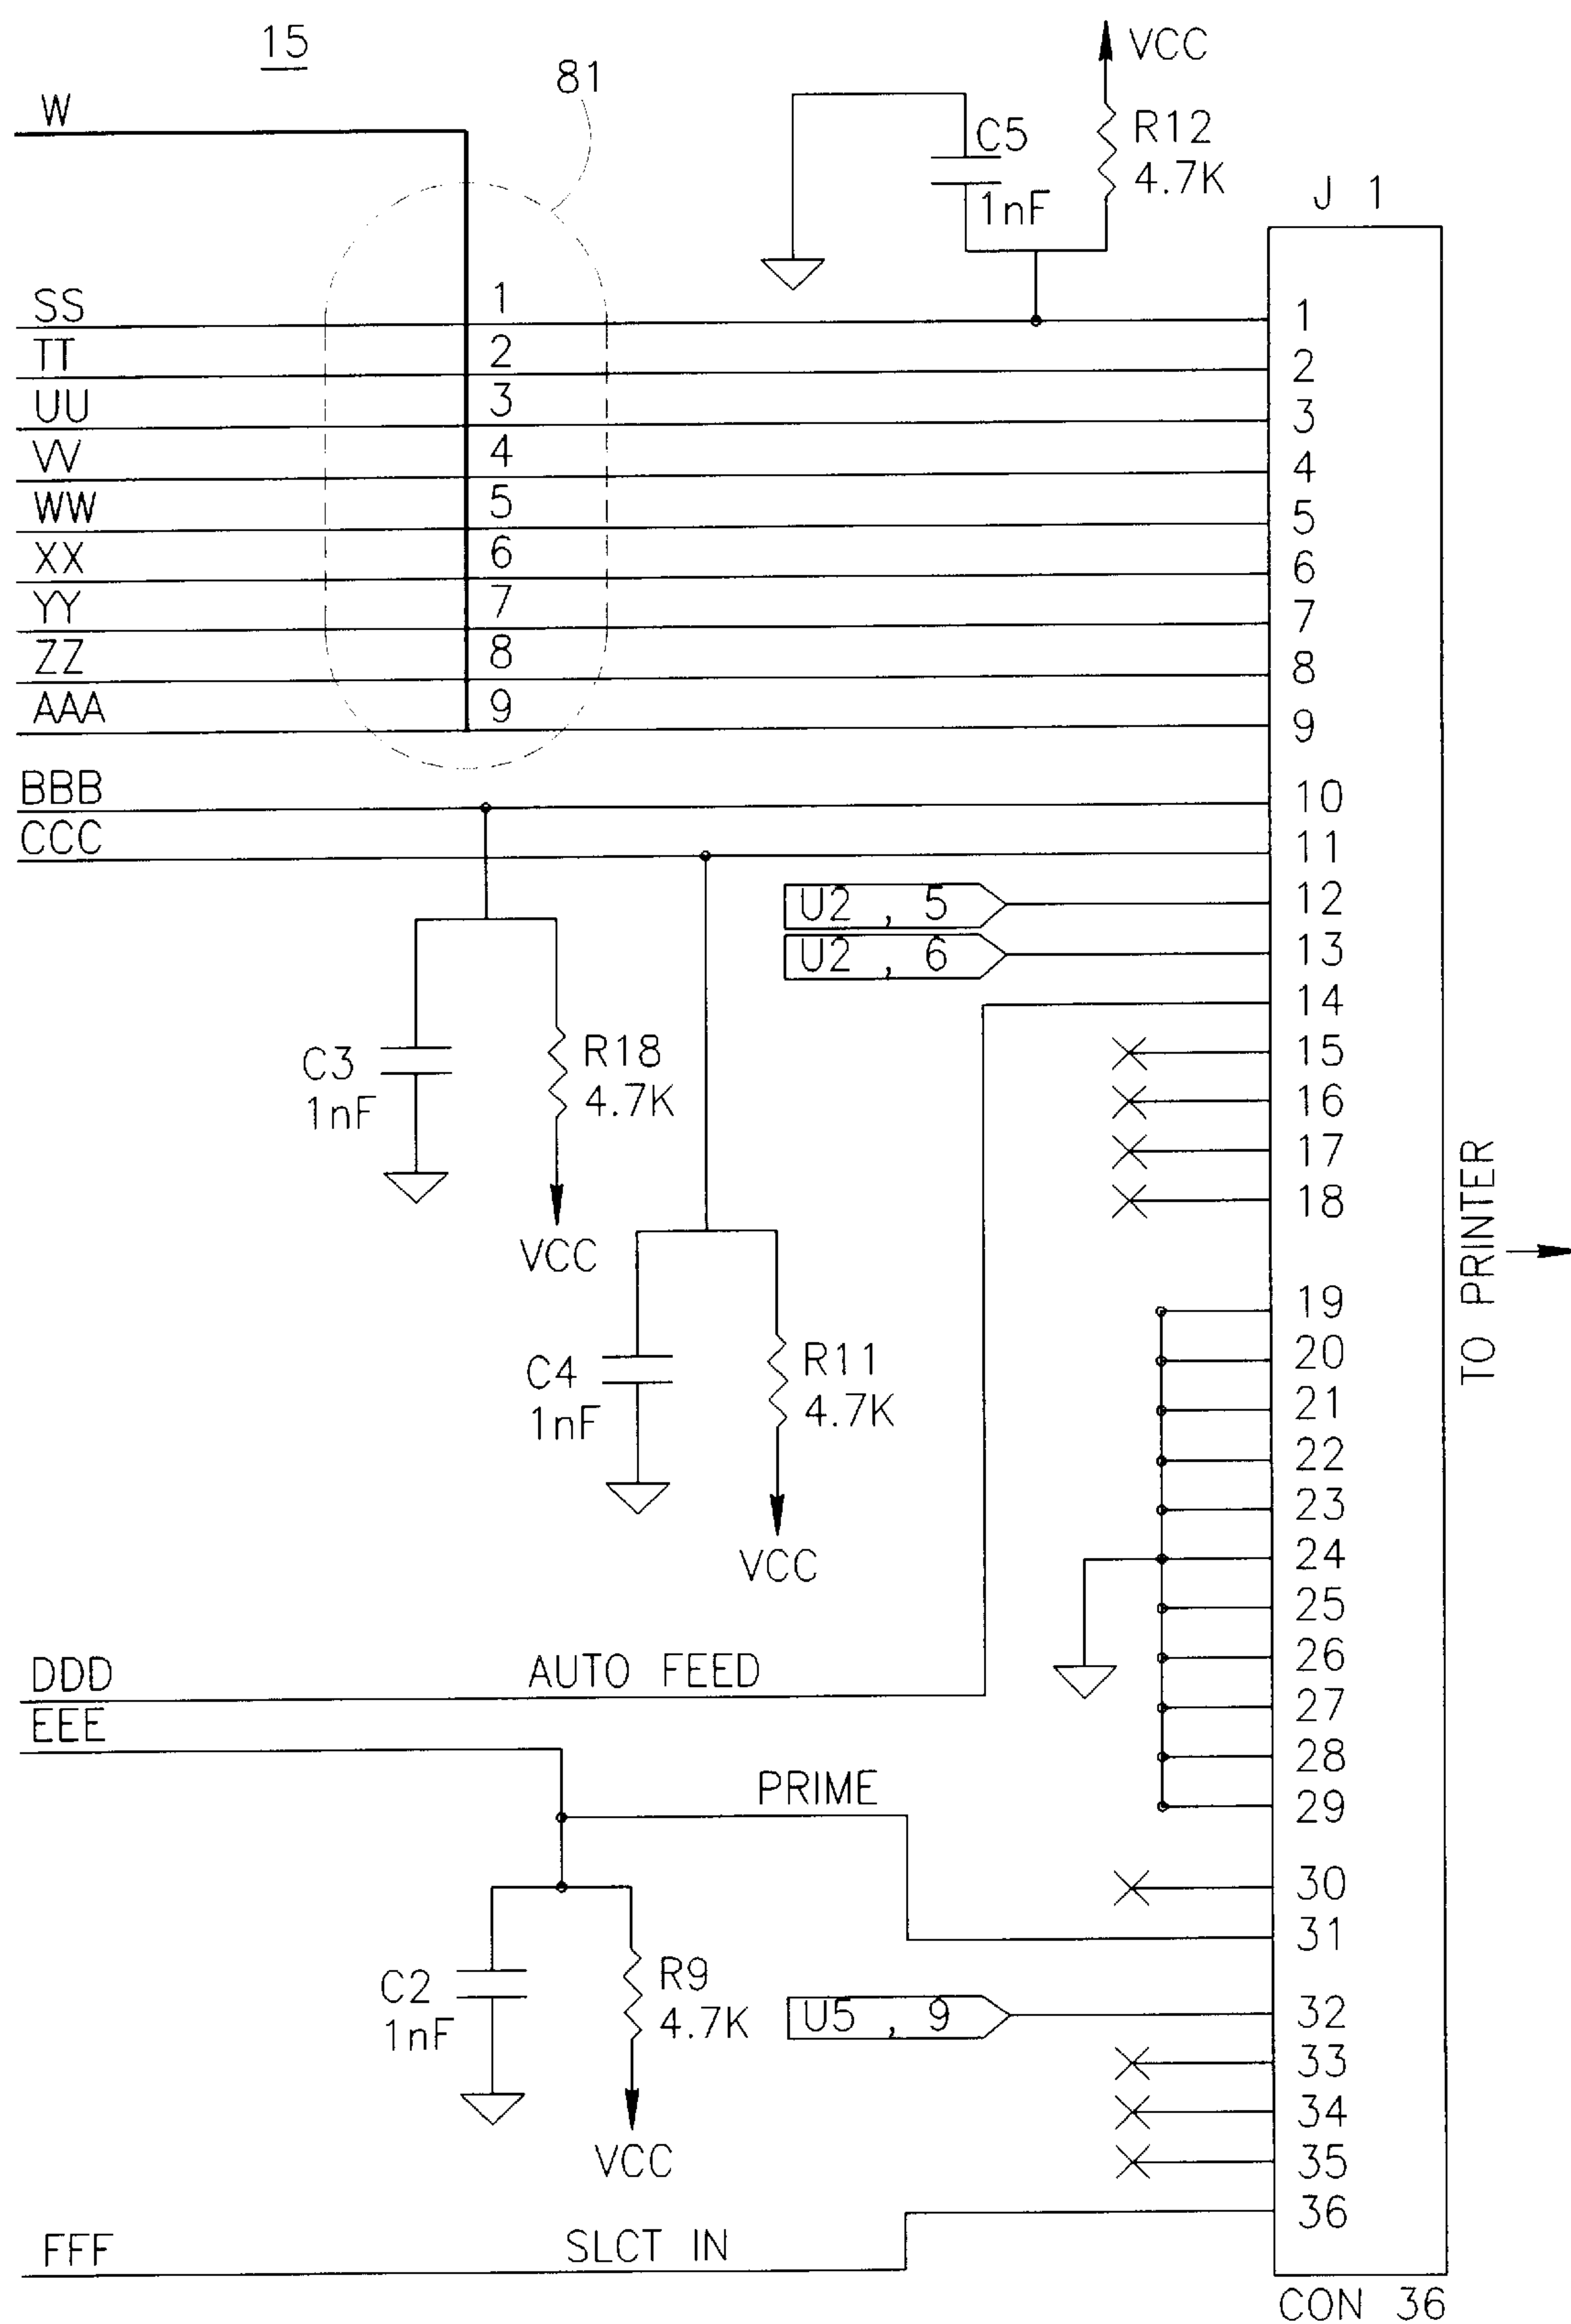 15
W
81
VCC
C5
1nF
R12
4.7K
J 1
SS
1
1
TT
2
2
UU
3
3
VV
4
4
WW
5
5
XX
6
6
YY
7
7
ZZ
8
8
AAA
9
9
BBB
10
CCC
11
U2 , 5
12
U2 , 6
13
14
C3
1nF
R18
4.7K
VCC
15
16
17
18
TO PRINTER
C4
1nF
R11
4.7K
VCC
19
20
21
22
23
24
25
26
27
28
29
DDD
AUTO FEED
EEE
PRIME
30
31
C2
1nF
R9
4.7K
VCC
U5 , 9
32
33
34
35
36
FFF
SLCT IN
CON 36